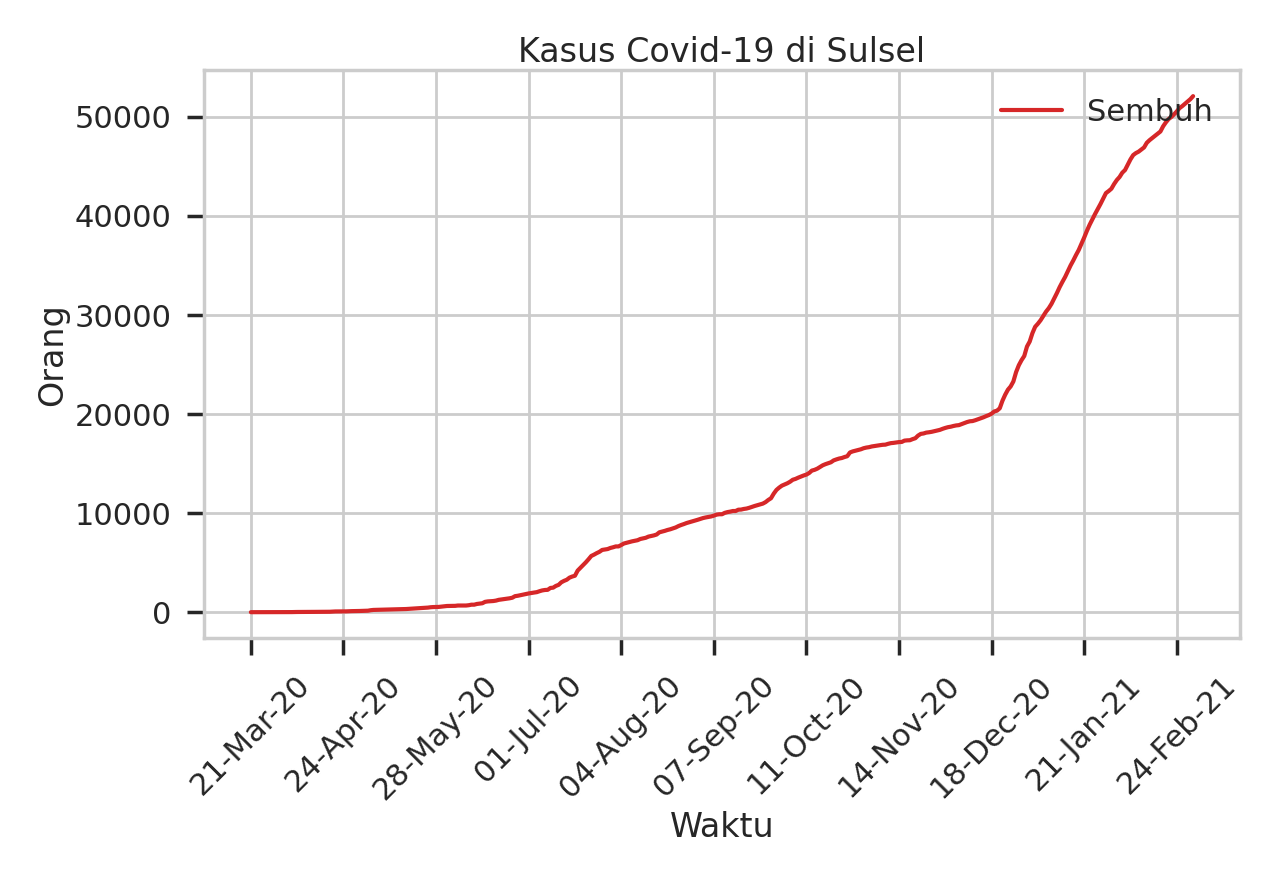 Kasus Covid-19 di Sulsel
Sembuh
Orang
50000
40000
30000
20000
10000
0
21-Mar-20
24-Apr-20
28-May-20
01-Jul-20
04-Aug-20
07-Sep-20
11-Oct-20
14-Nov-20
18-Dec-20
21-Jan-21
24-Feb-21
Waktu